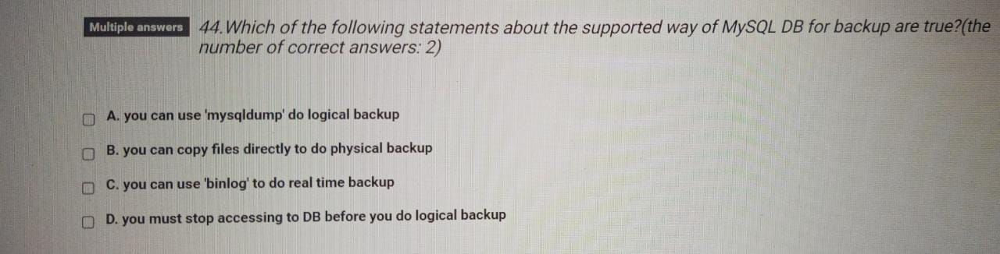 Multiple answers 44.Which of the following statements about the supported way of MySQL DB for backup are true?(the
number of correct answers: 2)
A. you can use 'mysqldump' do logical backup
B. you can copy files directly to do physical backup
C. you can use 'binlog' to do real time backup
D. you must stop accessing to DB before you do logical backup